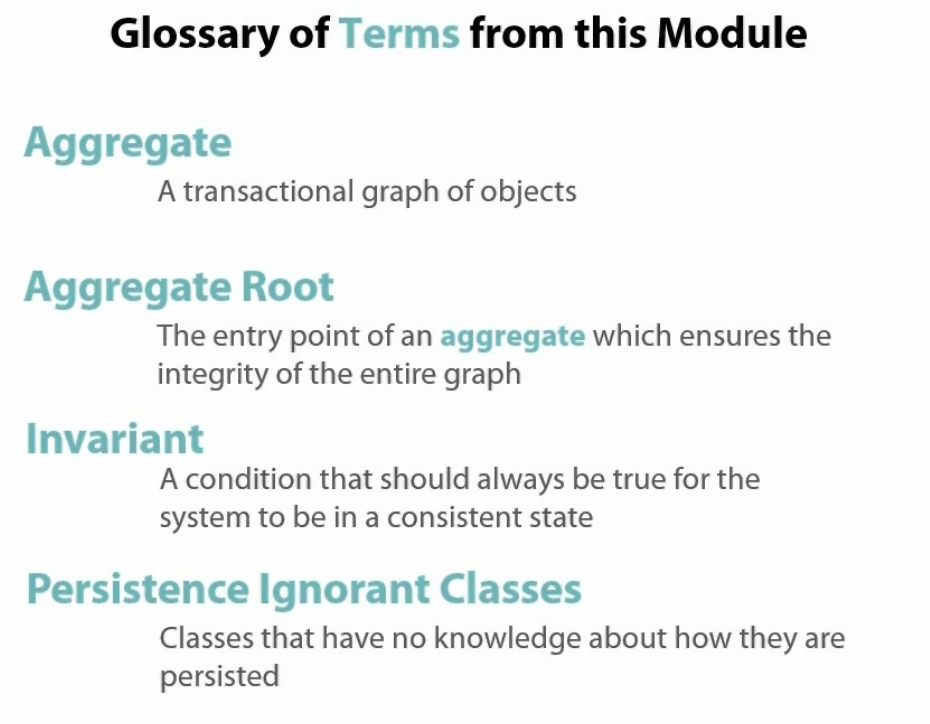 Glossary of Terms from this Module
Aggregate
A transactional graph of objects
Aggregate Root
The entry point of an aggregate which ensures the
integrity of the entire graph
Invariant
A condition that should always be true for the
system to be in a consistent state
Persistence Ignorant Classes
Classes that have no knowledge about how they are
persisted